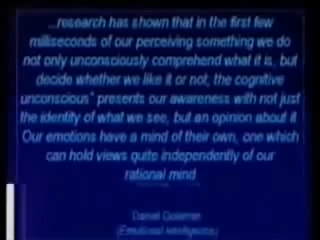 ...research has shown that in the first few
milliseconds of our perceiving something we do
not only unconsciously comprehend what it is, but
decide whether we like it or not, the cognitive
unconscious" presents our awareness with not just
the identity of what we see, but an opinion about it.
Our emotions have a mind of their own, one which
can hold views quite independently of our
rational mind
Daniel Goleman
(Emotional Intelligence)